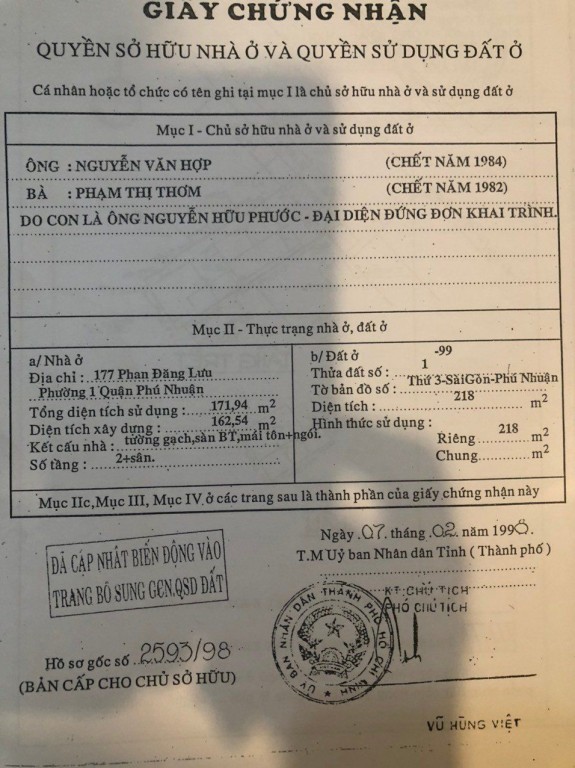 GIẤY CHỨNG NHẬN
QUYỀN SỞ HỮU NHÀ Ở VÀ QUYỀN SỬ DỤNG ĐẤT Ở
Cá nhân hoặc tổ chức có tên ghi tại mục I là chủ sở hữu nhà ở và sử dụng đất ở
Mục I - Chủ sở hữu nhà ở và sử dụng đất ở
ÔNG : NGUYỄN VĂN HỢP (CHẾT NĂM 1984)
BÀ : PHẠM THỊ THƠM (CHẾT NĂM 1982)
DO CON LÀ ÔNG NGUYỄN HỮU PHƯỚC - ĐẠI DIỆN ĐỨNG ĐƠN KHAI TRÌNH.
Mục II - Thực trạng nhà ở, đất ở
a/ Nhà ở
Địa chỉ : 177 Phan Đăng Lưu
Phường 1 Quận Phú Nhuận
Tổng diện tích sử dụng : 171,94 m2
Diện tích xây dựng : 162,54 m2
Kết cấu nhà : tường gạch,sàn BT,mái tôn+ngói.
Số tầng : 2+sân.
b/ Đất ở -99
Thửa đất số : 1
Tờ bản đồ số : Thứ 3-SàiGòn-Phú Nhuận
Diện tích : 218 m2
Hình thức sử dụng :
Riêng 218 m2
Chung m2
Mục IIc,Mục III, Mục IV ở các trang sau là thành phần của giấy chứng nhận này
Ngày 07 tháng 02 năm 199
T.M Uỷ ban Nhân dân Tỉnh ( Thành phố )
ĐÃ CẬP NHẬT BIẾN ĐỘNG VÀO
TRANG BỔ SUNG GCN.QSD ĐẤT
KT.CHỦ TỊCH
PHÓ CHỦ TỊCH
ỦY BAN NHÂN DÂN THÀNH PHỐ HỒ CHÍ MINH
Hồ sơ gốc số 2593/98
(BẢN CẤP CHO CHỦ SỞ HỮU)
VŨ HÙNG VIỆT